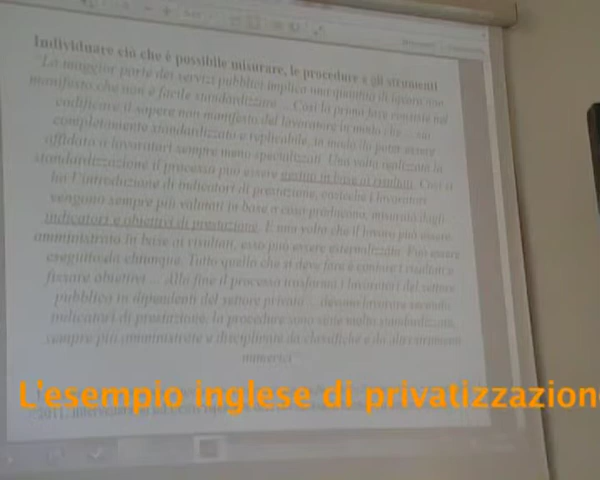 Individuare ciò che è possibile misurare, le procedure e gli strumenti
"La maggior parte dei servizi pubblici implica una quantità di lavoro non
manifesto che non è facile standardizzare ... Così la prima fase consiste nel
codificare il sapere non manifesto del lavoratore in modo che ... sia
completamente standardizzato e replicabile, in modo da poter essere
affidato a lavoratori sempre meno specializzati. Una volta realizzata la
standardizzazione il processo può essere gestito in base ai risultati. Così si
ha l'introduzione di indicatori di prestazione, cosicché i lavoratori
vengono sempre più valutati in base a cosa producono, misurato dagli
indicatori e obiettivi di prestazione. E una volta che il lavoro può essere
amministrato in base ai risultati, esso può essere esternalizzato. Può essere
eseguito da chiunque. Tutto quello che si deve fare è contare i risultati e
fissare obiettivi ... Alla fine il processo trasforma i lavoratori del settore
pubblico in dipendenti del settore privato ... devono lavorare secondo
indicatori di prestazione, le procedure sono state molto standardizzate,
sempre più amministrate e disciplinate da classifiche e da altri strumenti
numerici"
L'esempio inglese di privatizzazione
2011,